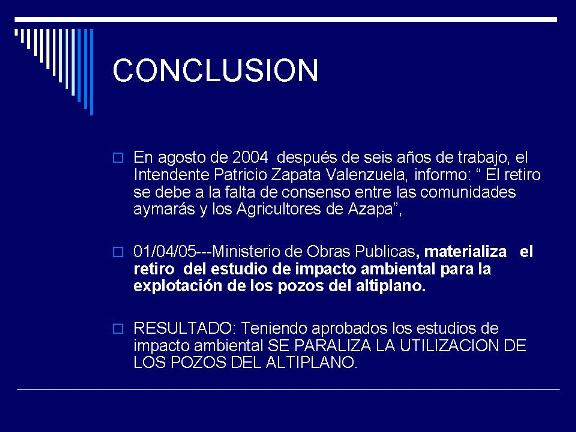 CONCLUSION
En agosto de 2004 después de seis años de trabajo, el
Intendente Patricio Zapata Valenzuela, informo: “ El retiro
se debe a la falta de consenso entre las comunidades
aymarás y los Agricultores de Azapa”,
01/04/05---Ministerio de Obras Publicas, materializa el
retiro del estudio de impacto ambiental para la
explotación de los pozos del altiplano.
RESULTADO: Teniendo aprobados los estudios de
impacto ambiental SE PARALIZA LA UTILIZACION DE
LOS POZOS DEL ALTIPLANO.